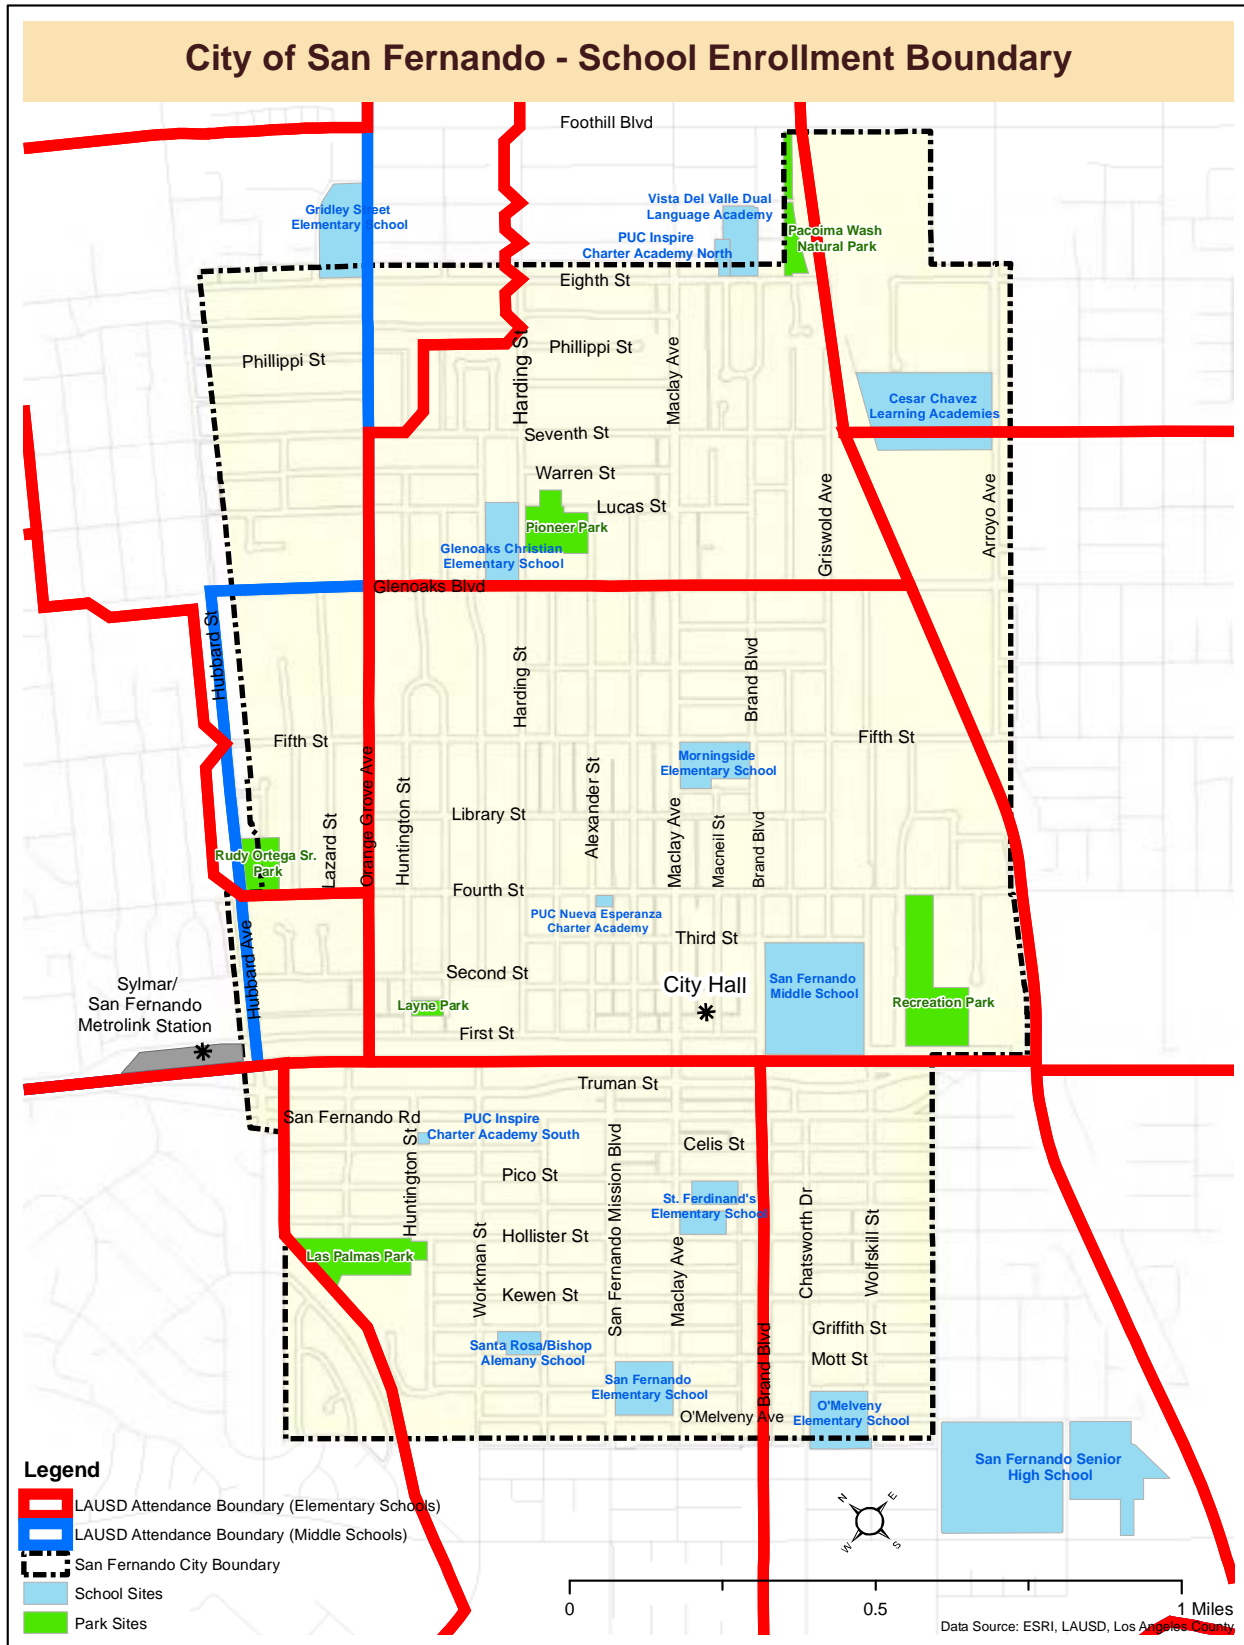 City of San Fernando - School Enrollment Boundary
Foothill Blvd
Gridley Street
Elementary School
Vista Del Valle Dual
Language Academy
PUC Inspire
Charter Academy North
Pacoima Wash
Natural Park
Eighth St
Phillippi St
Phillippi St
Harding St
Maclay Ave
Cesar Chavez
Learning Academies
Seventh St
Warren St
Lucas St
Pioneer Park
Griswold Ave
Arroyo Ave
Glenoaks Christian
Elementary School
Glenoaks Blvd
Hubbard St
Harding St
Brand Blvd
Fifth St
Fifth St
Morningside
Elementary School
Orange Grove Ave
Huntington St
Lazard St
Library St
Alexander St
Maclay Ave
Macneil St
Brand Blvd
Rudy Ortega Sr.
Park
Fourth St
PUC Nueva Esperanza
Charter Academy
Third St
Hubbard Ave
Second St
City Hall
San Fernando
Middle School
Recreation Park
Sylmar/
San Fernando
Metrolink Station
Layne Park
First St
Truman St
San Fernando Rd
PUC Inspire
Charter Academy South
Huntington St
San Fernando Mission Blvd
Celis St
Pico St
St. Ferdinand's
Elementary School
Chatsworth Dr
Wolfskill St
Workman St
Hollister St
Maclay Ave
Las Palmas Park
Kewen St
Brand Blvd
Griffith St
Santa Rosa/Bishop
Alemany School
Mott St
San Fernando
Elementary School
O'Melveny Ave
O'Melveny
Elementary School
San Fernando Senior
High School
Legend
LAUSD Attendance Boundary (Elementary Schools)
LAUSD Attendance Boundary (Middle Schools)
San Fernando City Boundary
School Sites
Park Sites
N
E
W
S
0
0.5
1 Miles
Data Source: ESRI, LAUSD, Los Angeles County